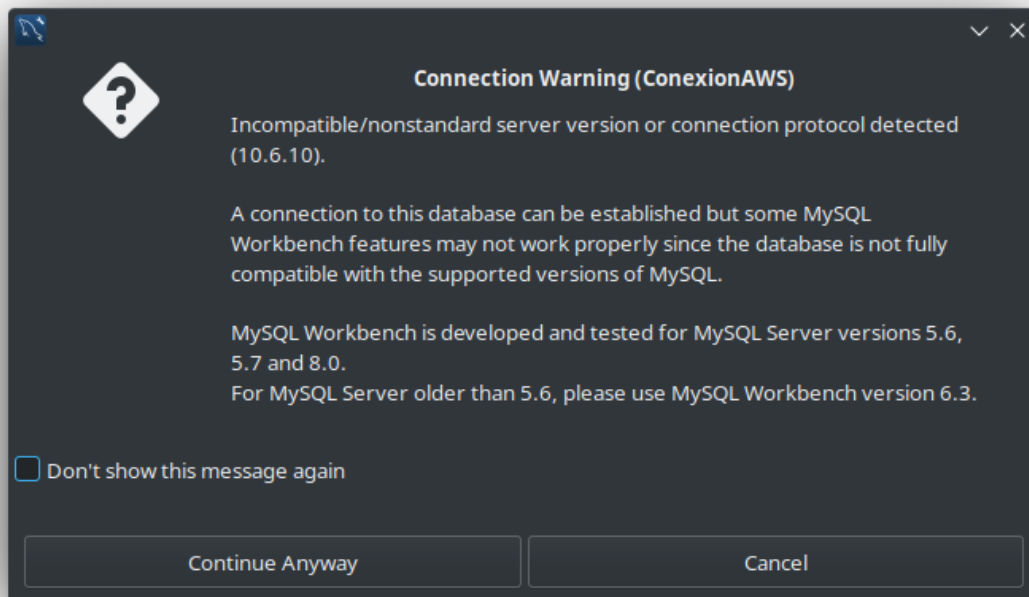 Connection Warning (ConexionAWS)
Incompatible/nonstandard server version or connection protocol detected
(10.6.10).
A connection to this database can be established but some MySQL
Workbench features may not work properly since the database is not fully
compatible with the supported versions of MySQL.
MySQL Workbench is developed and tested for MySQL Server versions 5.6,
5.7 and 8.0.
For MySQL Server older than 5.6, please use MySQL Workbench version 6.3.
Don't show this message again
Continue Anyway
Cancel